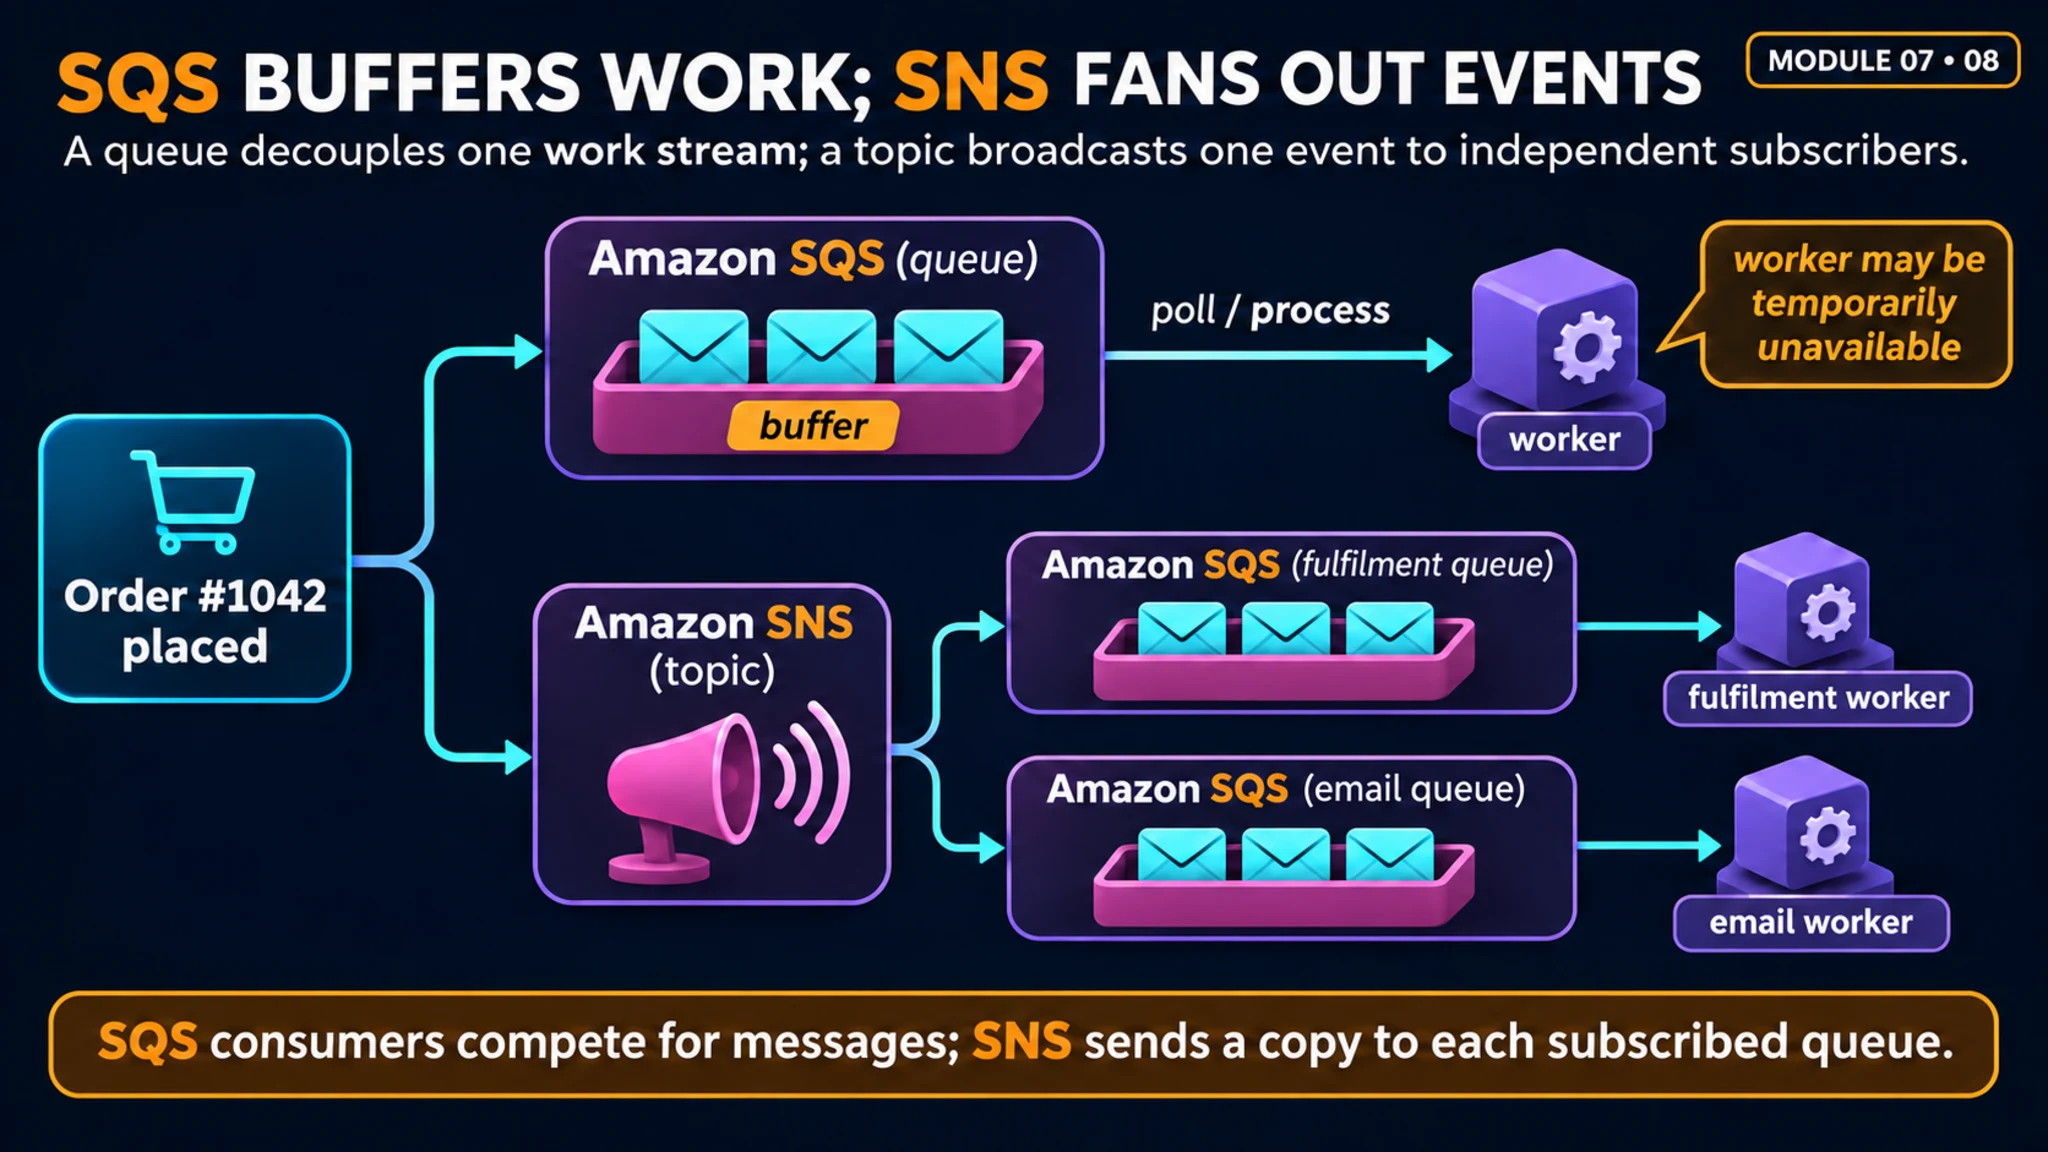 SQS BUFFERS WORK; SNS FANS OUT EVENTS
MODULE 07 • 08
A queue decouples one work stream; a topic broadcasts one event to independent subscribers.
Amazon SQS (queue)
buffer
poll / process
worker
worker may be
temporarily
unavailable
Order #1042
placed
Amazon SNS
(topic)
Amazon SQS (fulfilment queue)
fulfilment worker
Amazon SQS (email queue)
email worker
SQS consumers compete for messages; SNS sends a copy to each subscribed queue.